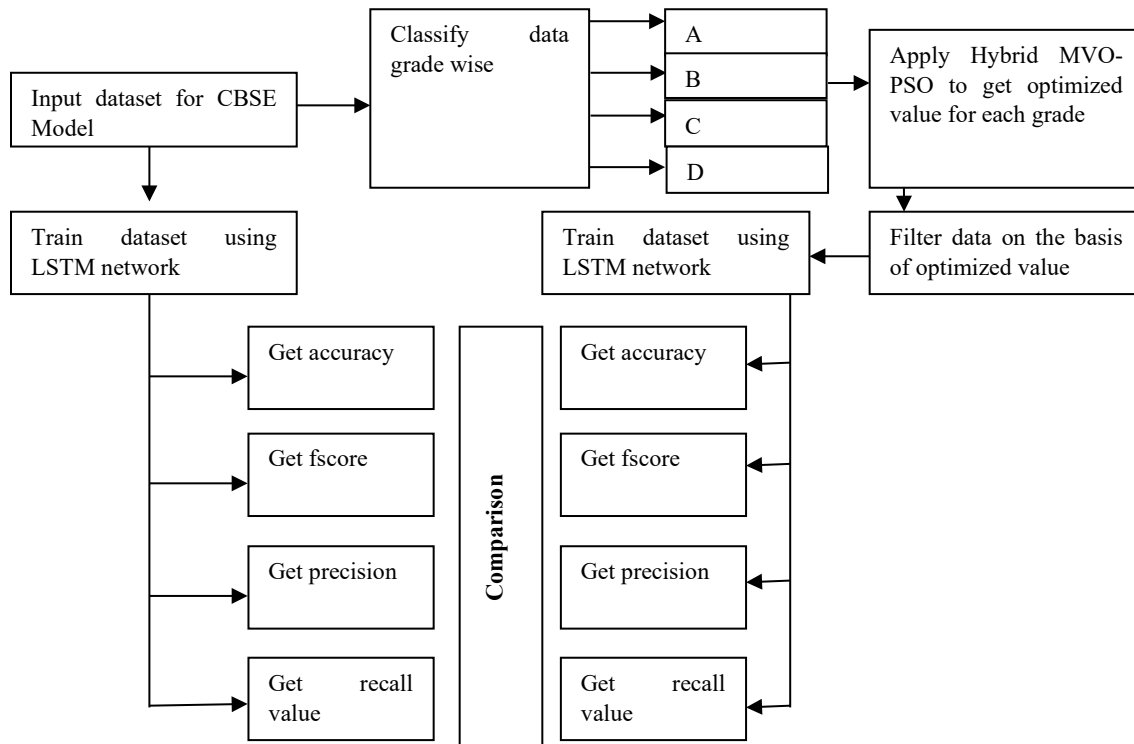 Classify data
grade wise
A
B
C
D
Apply Hybrid MVO-
PSO to get optimized
value for each grade
Input dataset for CBSE
Model
Train dataset using
LSTM network
Train dataset using
LSTM network
Filter data on the basis
of optimized value
Get accuracy
Get fscore
Get precision
Get recall
value
Comparison
Get accuracy
Get fscore
Get precision
Get recall
value